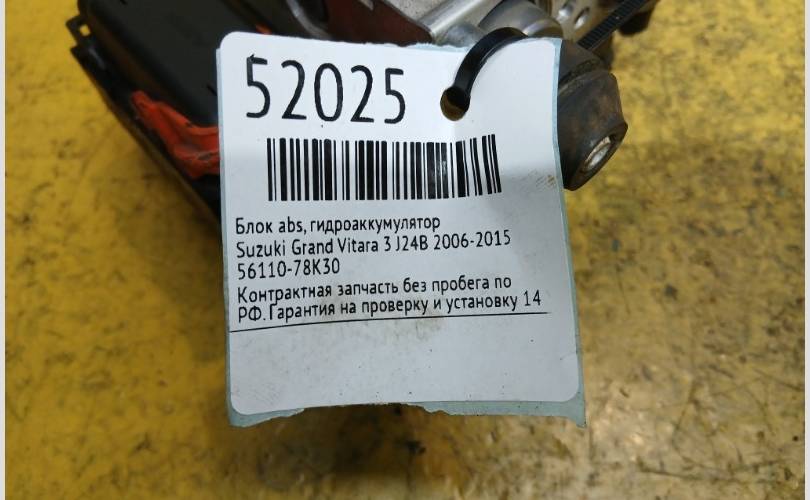 52025
Блок abs, гидроаккумулятор
Suzuki Grand Vitara 3 J24B 2006-2015
56110-78K30
Контрактная запчасть без пробега по
РФ. Гарантия на проверку и установку 14